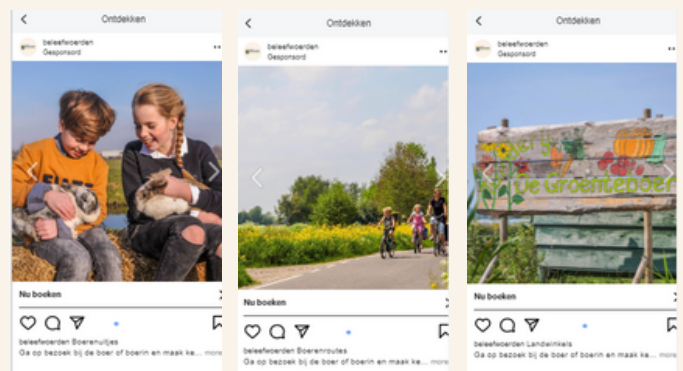 Ontdekken
beleefwoerden
Gesponsord
Nu boeken
beleefwoerden Boerenuitjes
Ga op bezoek bij de boer of boerin en maak ke... more
Ontdekken
beleefwoerden
Gesponsord
Nu boeken
beleefwoerden Boerenroutes
Ga op bezoek bij de boer of boerin en maak ke... more
Ontdekken
beleefwoerden
Gesponsord
De Groenteboer
Nu boeken
beleefwoerden Landwinkels
Ga op bezoek bij de boer of boerin en maak ke... more